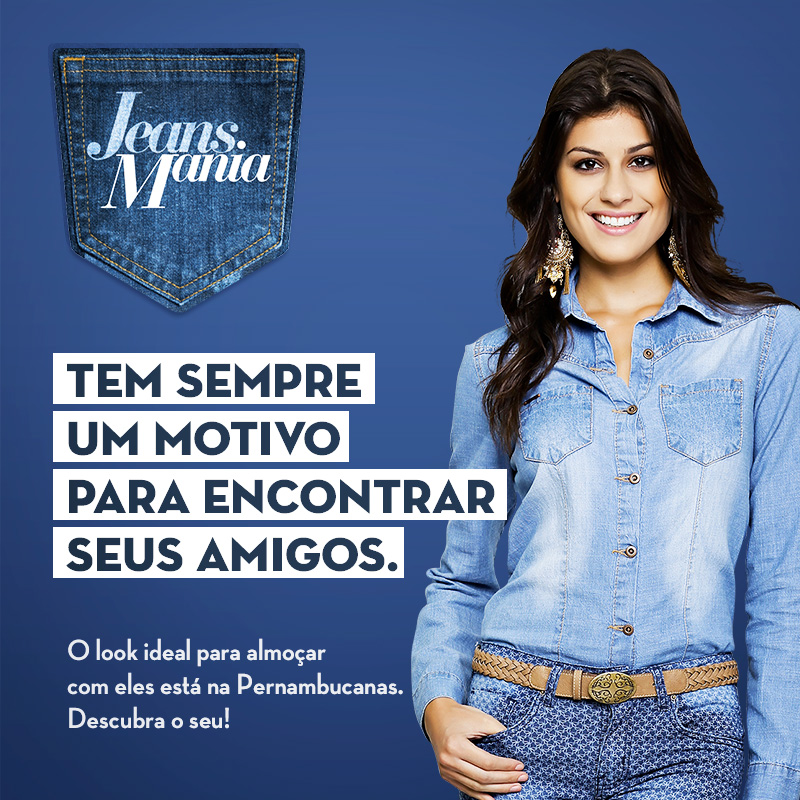 Jeans
Mania
TEM SEMPRE
UM MOTIVO
PARA ENCONTRAR
SEUS AMIGOS.
O look ideal para almoçar
com eles está na Pernambucanas.
Descubra o seu!